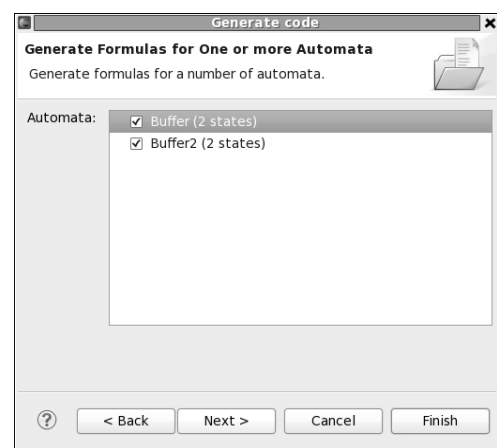 Generate code
Generate Formulas for One or more Automata
Generate formulas for a number of automata.
Automata:
Buffer (2 states)
Buffer2 (2 states)
< Back Next > Cancel Finish